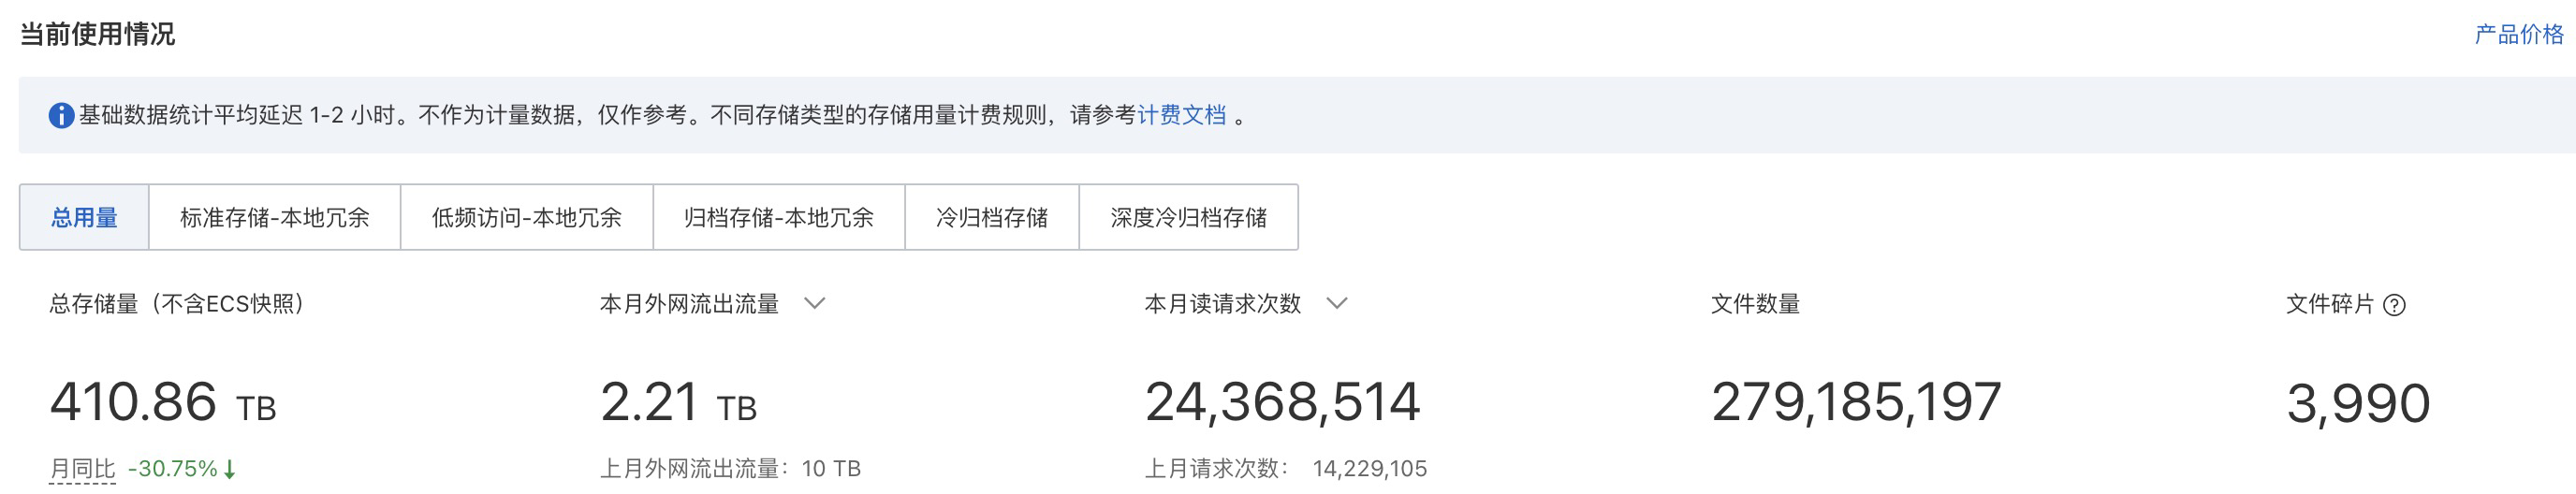 当前使用情况
产品价格
基础数据统计平均延迟 1-2 小时。不作为计量数据，仅作参考。不同存储类型的存储用量计费规则，请参考计费文档 。
总用量
标准存储-本地冗余
低频访问-本地冗余
归档存储-本地冗余
冷归档存储
深度冷归档存储
总存储量（不含ECS快照）
410.86 TB
月同比 -30.75%↓
本月外网流出流量
2.21 TB
上月外网流出流量：10 TB
本月读请求次数
24,368,514
上月请求次数： 14,229,105
文件数量
279,185,197
文件碎片
3,990